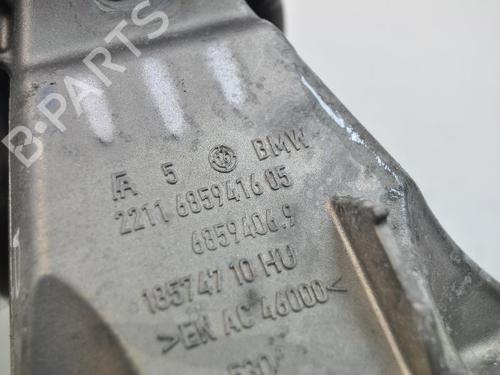 B-PARTS
5 BMW
2211 6859416 05
6859406.9
185747 10 HU
>EN AC 46000<